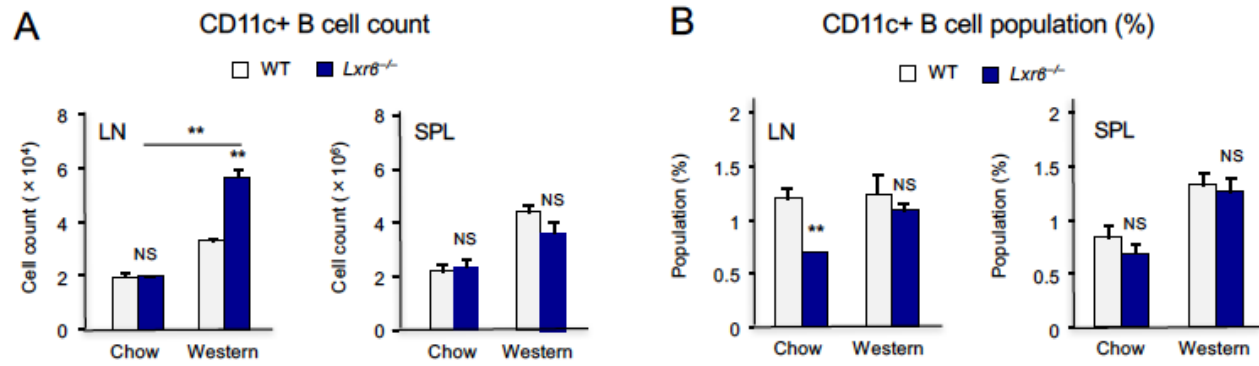 A
CD11c+ B cell count
WT Lxrβ–/–
LN
**
**
NS
8
6
4
2
0
Cell count (×10⁴)
Chow Western
SPL
NS
NS
8
6
4
2
0
Cell count (×10⁶)
Chow Western
B
CD11c+ B cell population (%)
WT Lxrβ–/–
LN
NS
**
2
1.5
1
0.5
0
Population (%)
Chow Western
SPL
NS
NS
2
1.5
1
0.5
0
Population (%)
Chow Western